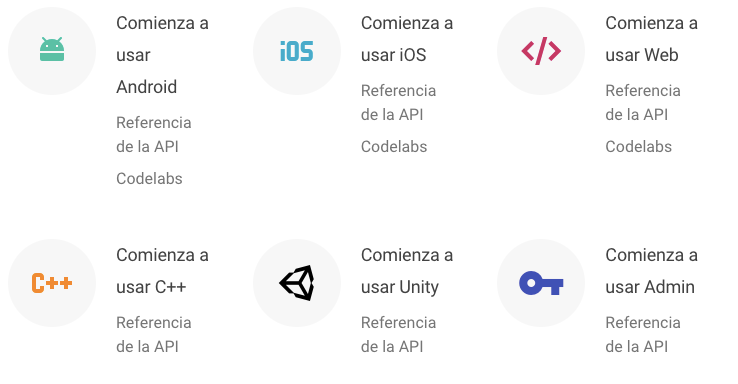 Comienza a
usar
Android
Referencia
de la API
Codelabs
iOS
Comienza a
usar iOS
Referencia
de la API
Codelabs
</>
Comienza a
usar Web
Referencia
de la API
Codelabs
C++
Comienza a
usar C++
Referencia
de la API
Comienza a
usar Unity
Referencia
de la API
Comienza a
usar Admin
Referencia
de la API